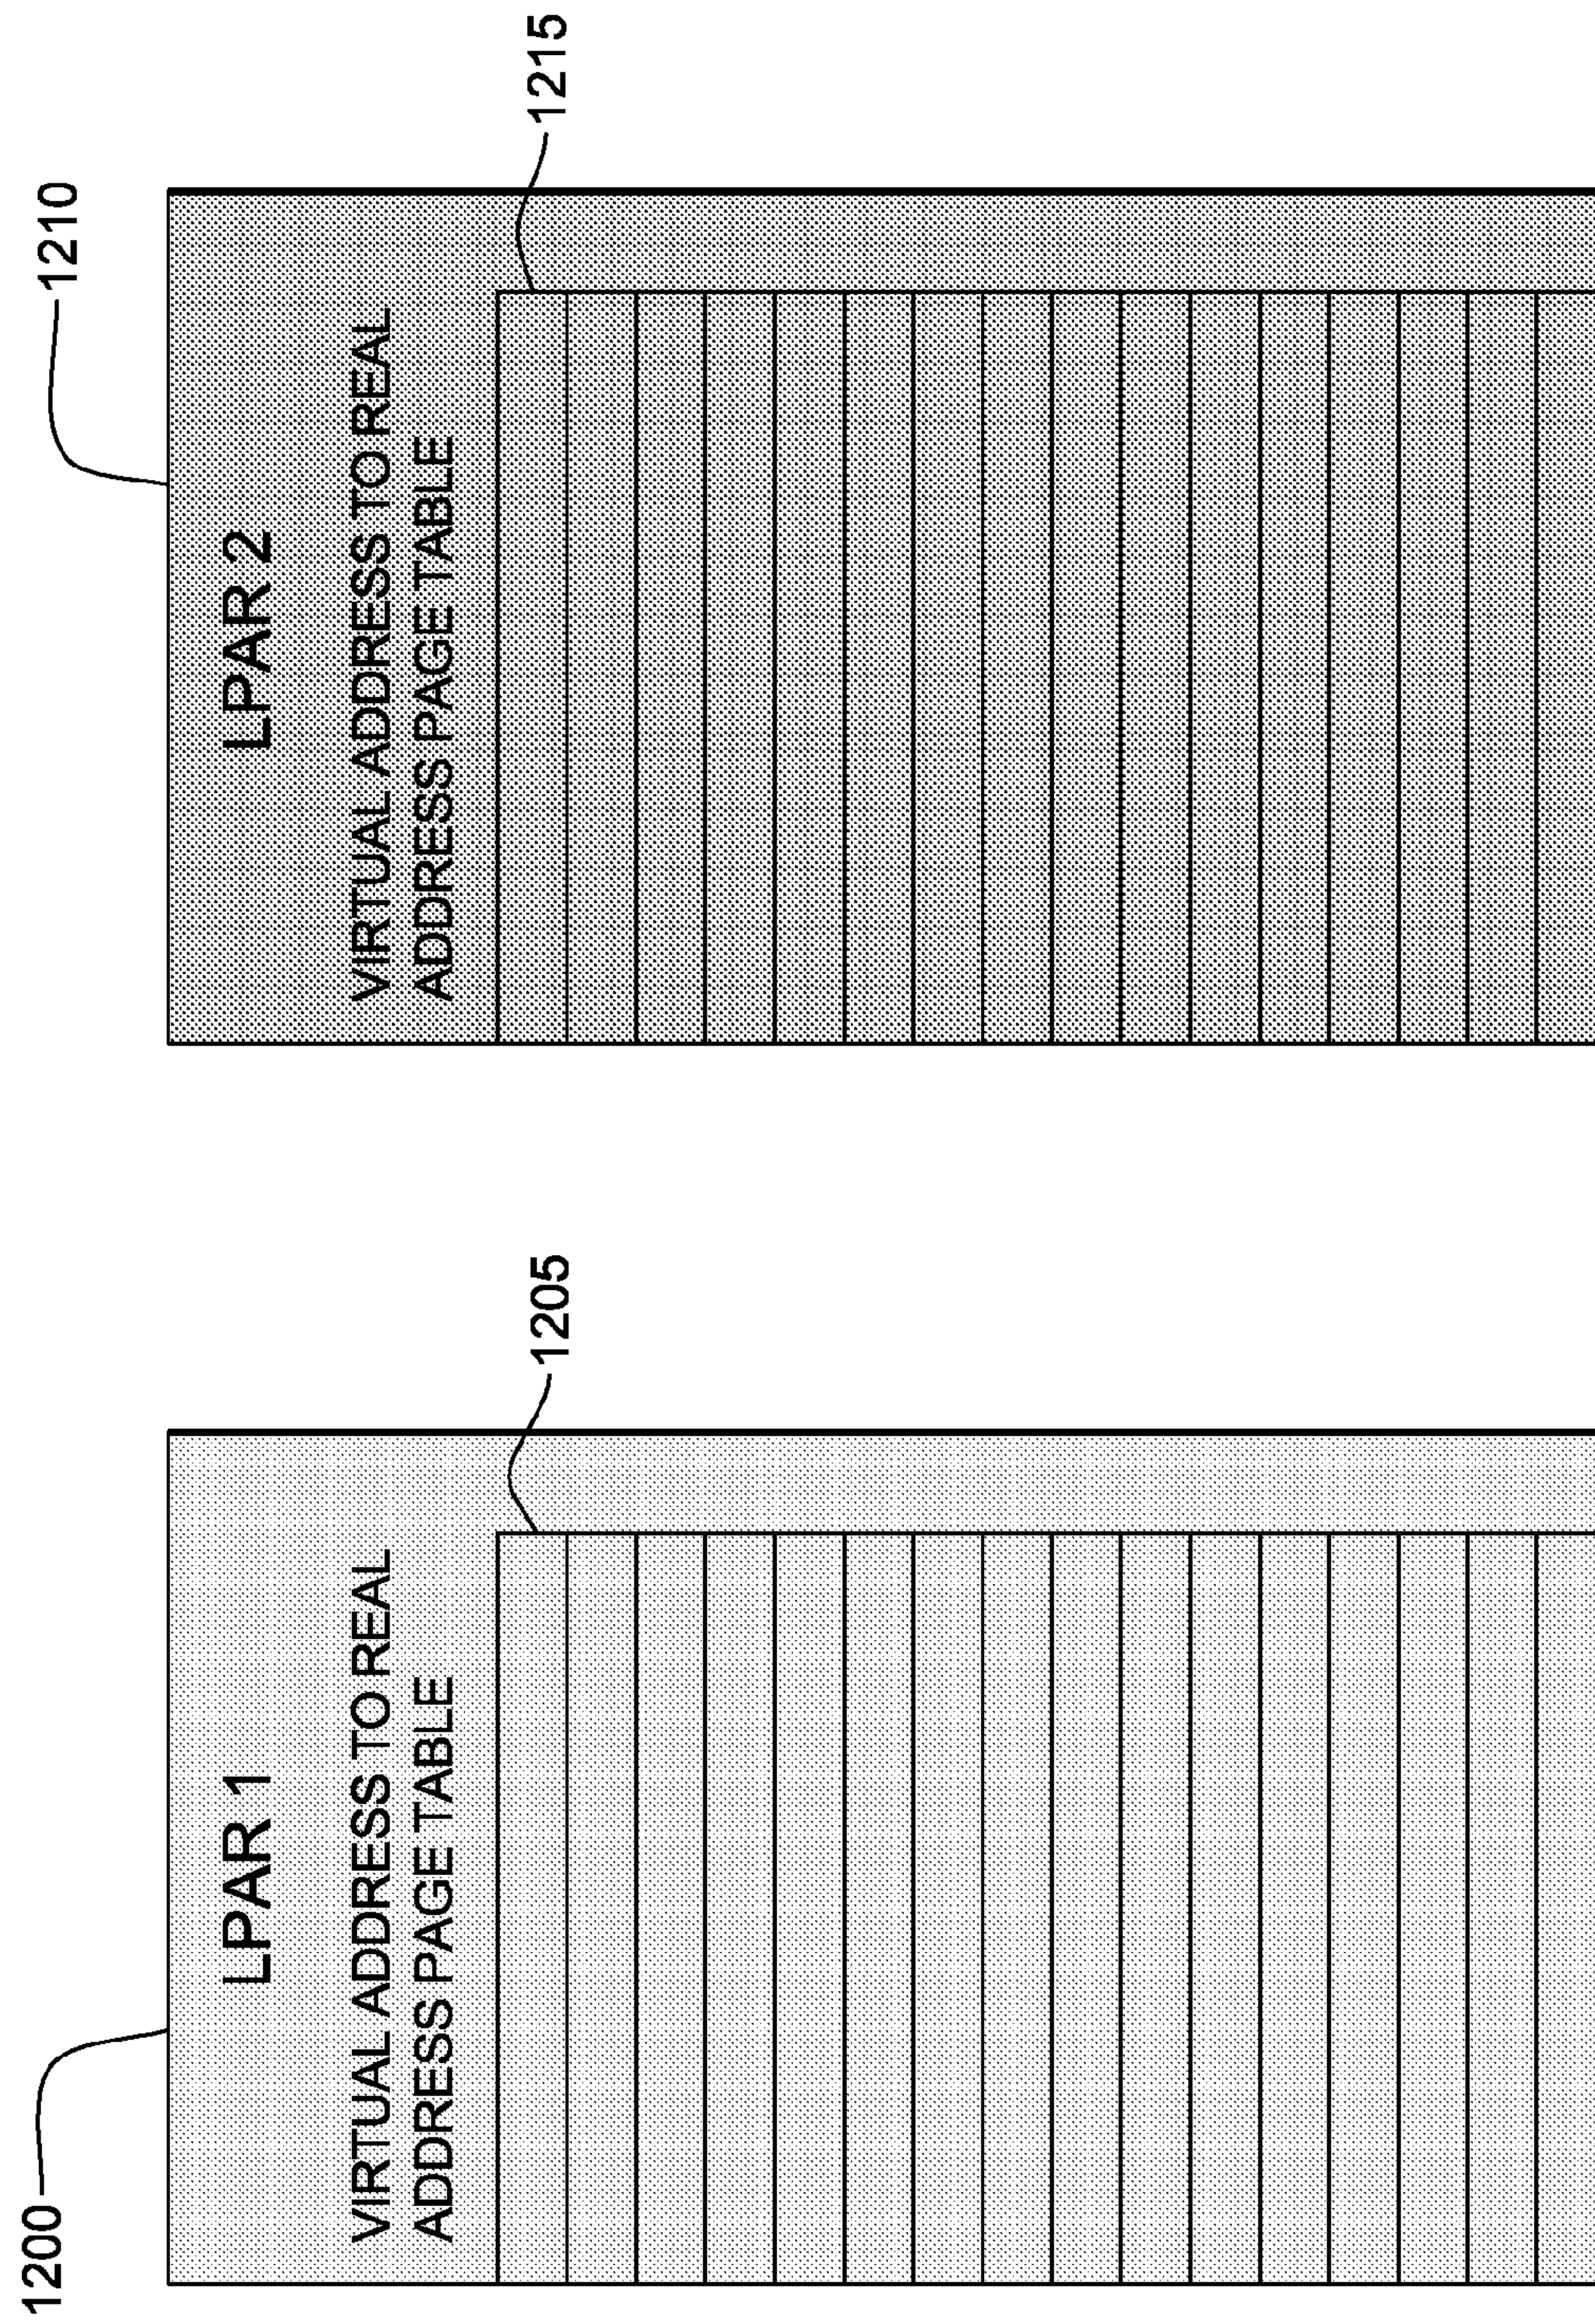 1200
LPAR 1
VIRTUAL ADDRESS TO REAL
ADDRESS PAGE TABLE
1205
1210
LPAR 2
VIRTUAL ADDRESS TO REAL
ADDRESS PAGE TABLE
1215